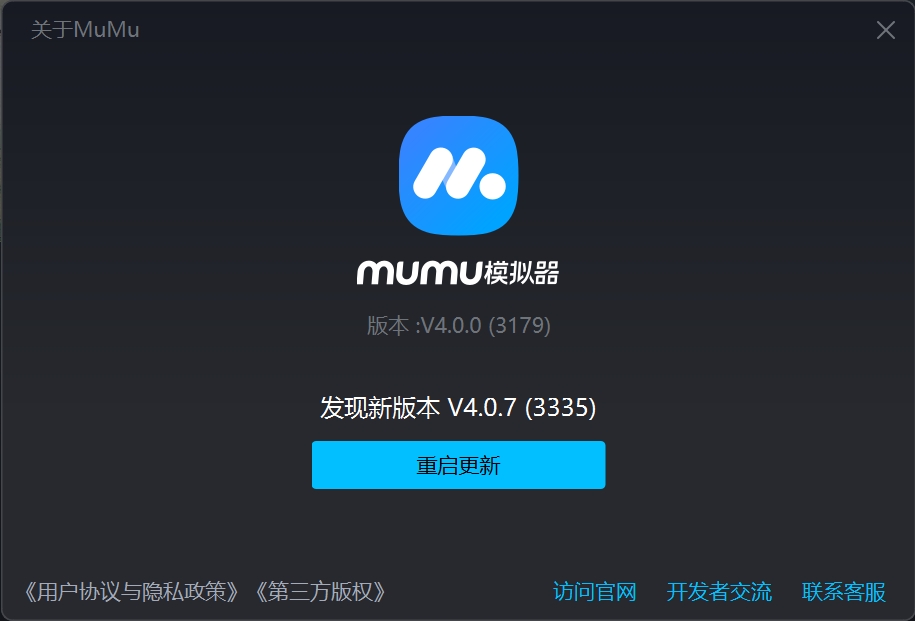 关于MuMu
mumu模拟器
版本 :V4.0.0 (3179)
发现新版本 V4.0.7 (3335)
重启更新
《用户协议与隐私政策》 《第三方版权》 访问官网 开发者交流 联系客服